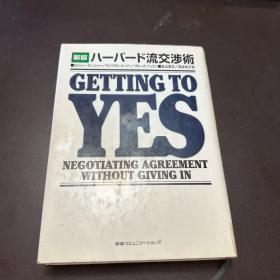 新版 ハーバード流交渉術
GETTING TO
YES
NEGOTIATING AGREEMENT
WITHOUT GIVING IN